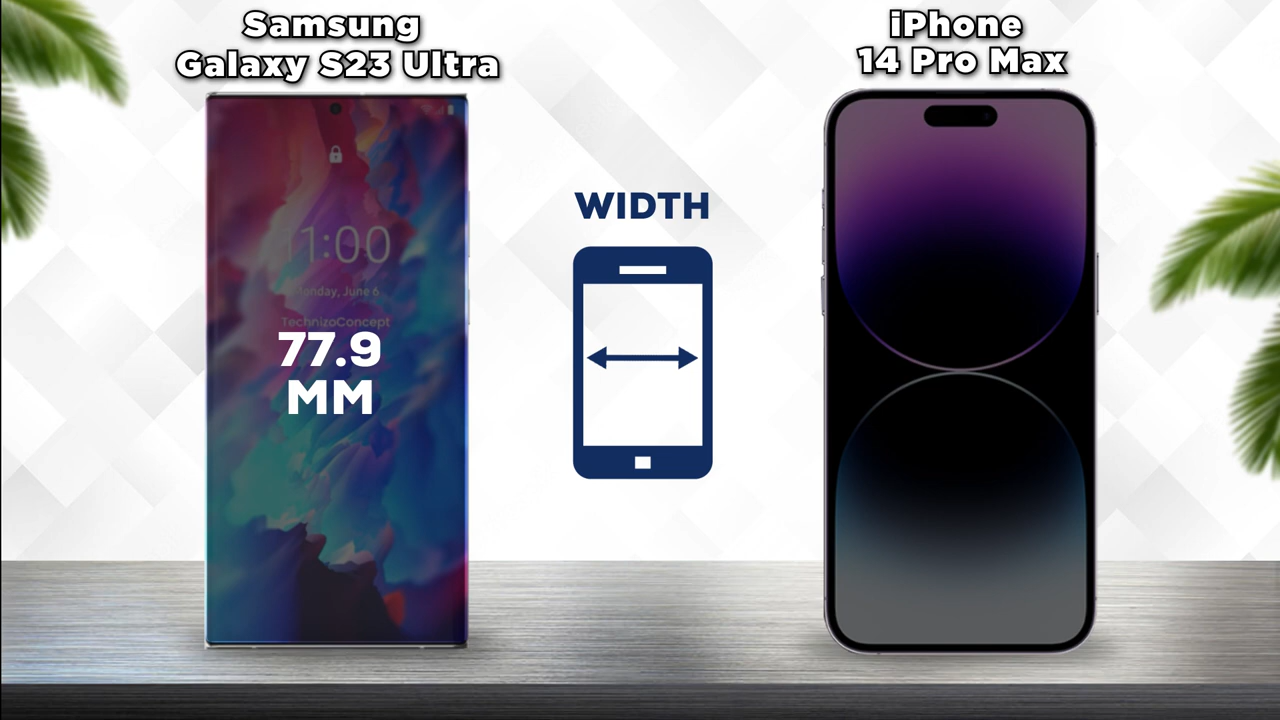 Samsung
Galaxy S23 Ultra
iPhone
14 Pro Max
WIDTH
11:00
Monday, June 6
TechnizoConcept
77.9
MM